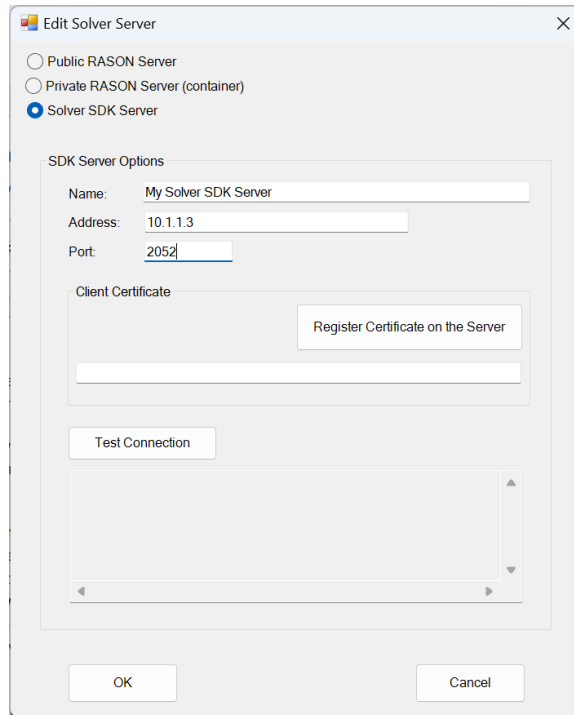 Edit Solver Server
Public RASON Server
Private RASON Server (container)
Solver SDK Server
SDK Server Options
Name: My Solver SDK Server
Address: 10.1.1.3
Port: 2052
Client Certificate
Register Certificate on the Server
Test Connection
OK Cancel